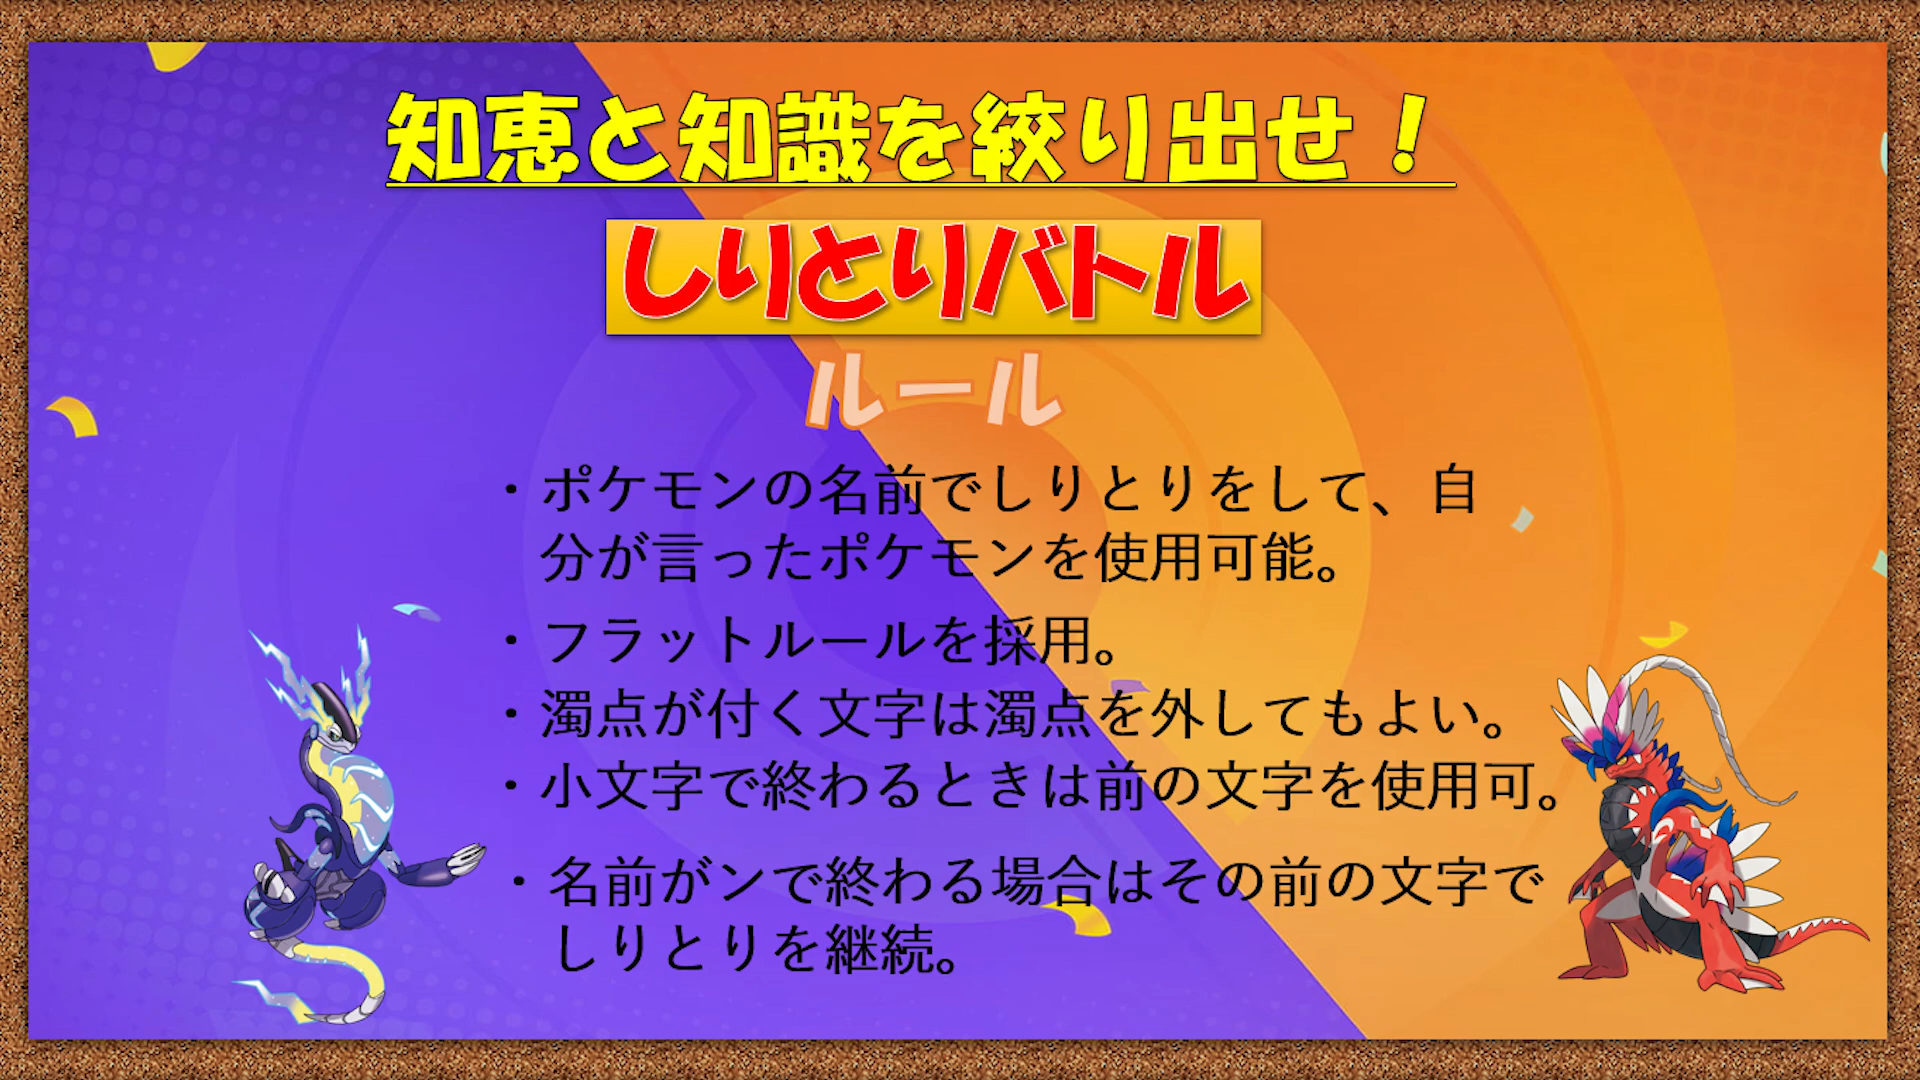 知恵と知識を絞り出せ！
しりとりバトル
ルール
・ポケモンの名前でしりとりをして、自
分が言ったポケモンを使用可能。
・フラットルールを採用。
・濁点が付く文字は濁点を外してもよい。
・小文字で終わるときは前の文字を使用可。
・名前がンで終わる場合はその前の文字で
しりとりを継続。